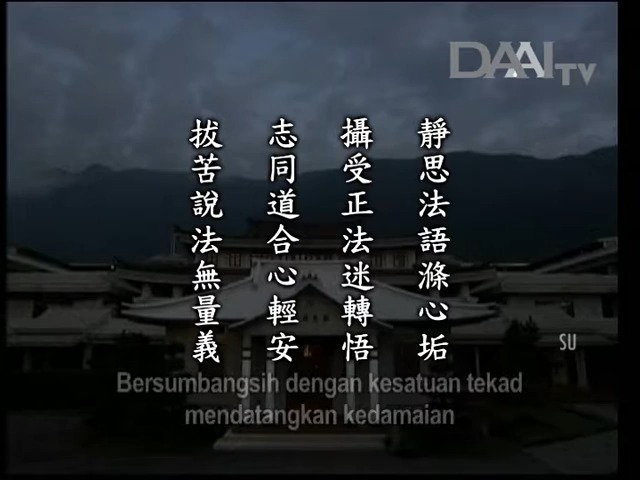 DAAI TV
靜思法語滌心垢
攝受正法迷轉悟
志同道合心輕安
拔苦說法無量義
SU
Bersumbangsih dengan kesatuan tekad
mendatangkan kedamaian